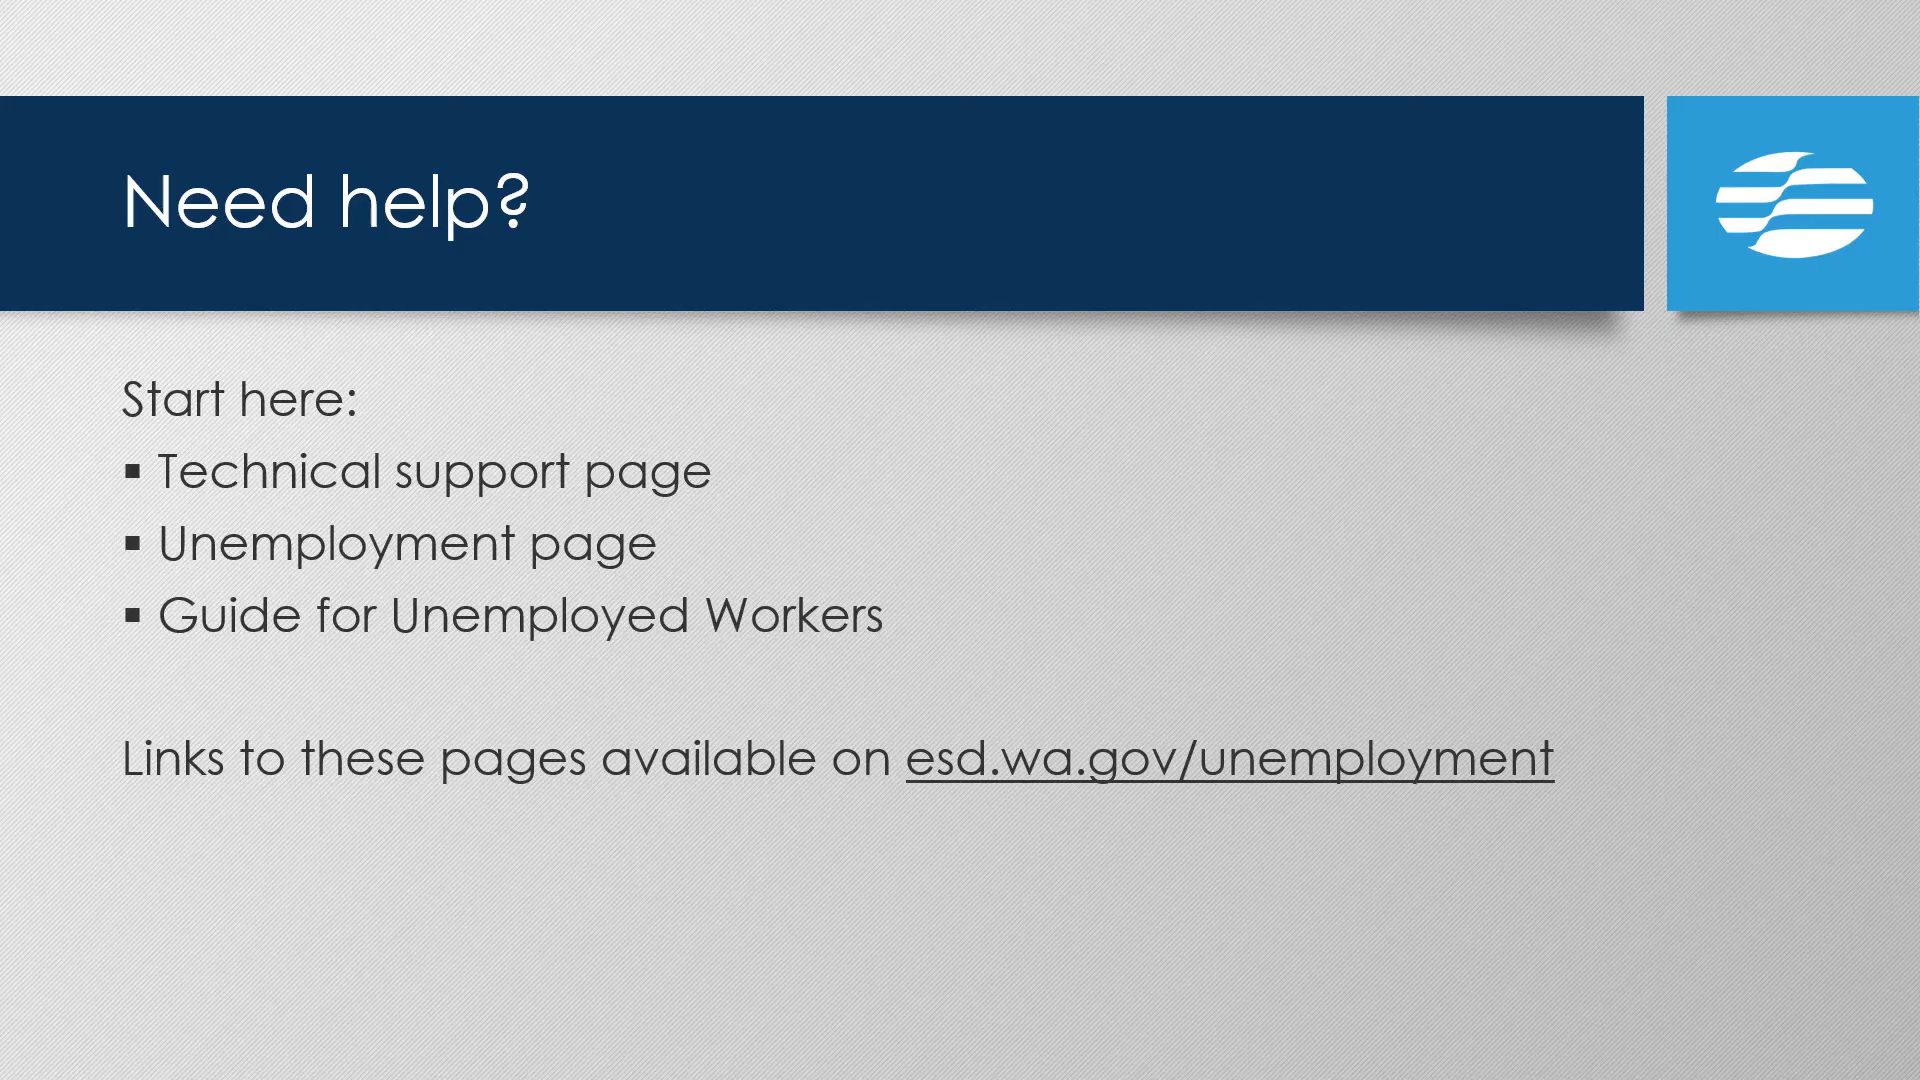 Need help?
Start here:
▪ Technical support page
▪ Unemployment page
▪ Guide for Unemployed Workers
Links to these pages available on esd.wa.gov/unemployment